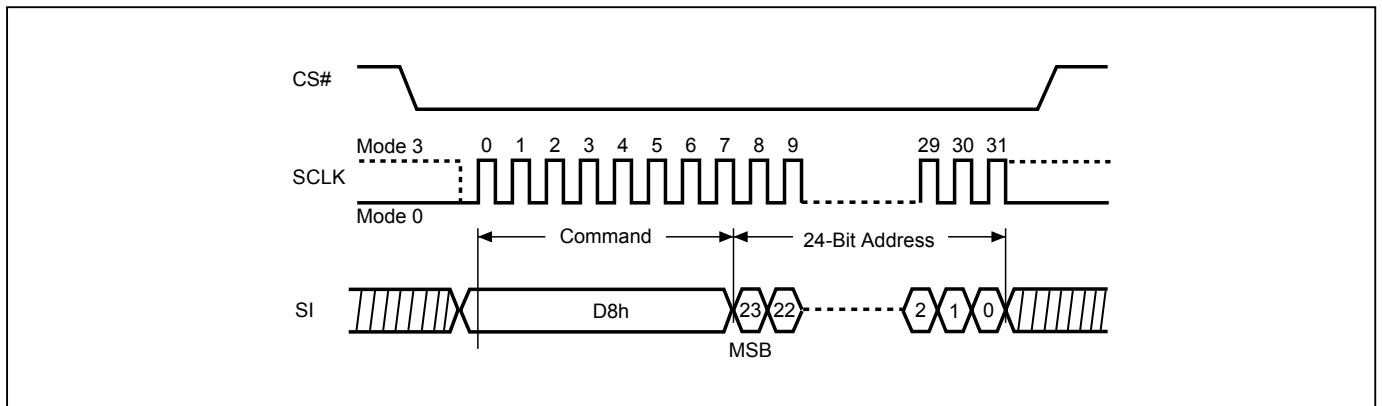 CS#
Mode 3 0 1 2 3 4 5 6 7 8 9 29 30 31
SCLK
Mode 0
Command 24-Bit Address
SI D8h 23 22 2 1 0
MSB